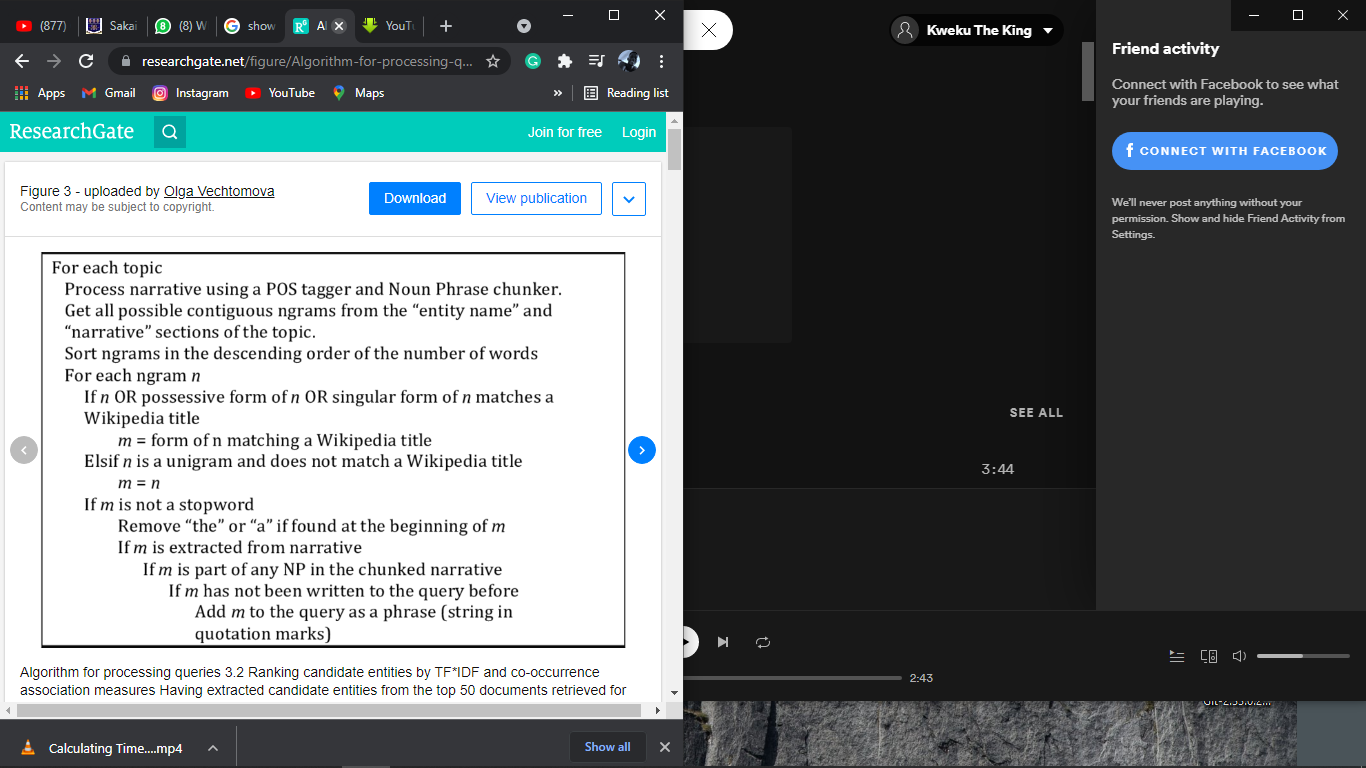 (877)
Sakai
(8) W
show
YouTu
researchgate.net/figure/Algorithm-for-processing-q...
Apps
Gmail
Instagram
YouTube
Maps
»
Reading list
ResearchGate
Join for free
Login
Figure 3 - uploaded by Olga Vechtomova
Content may be subject to copyright.
Download
View publication
For each topic
Process narrative using a POS tagger and Noun Phrase chunker.
Get all possible contiguous ngrams from the “entity name” and
“narrative” sections of the topic.
Sort ngrams in the descending order of the number of words
For each ngram n
If n OR possessive form of n OR singular form of n matches a
Wikipedia title
m = form of n matching a Wikipedia title
Elsif n is a unigram and does not match a Wikipedia title
m = n
If m is not a stopword
Remove “the” or “a” if found at the beginning of m
If m is extracted from narrative
If m is part of any NP in the chunked narrative
If m has not been written to the query before
Add m to the query as a phrase (string in
quotation marks)
Algorithm for processing queries 3.2 Ranking candidate entities by TF*IDF and co-occurrence
association measures Having extracted candidate entities from the top 50 documents retrieved for
Calculating Time....mp4
Show all
Kweku The King
SEE ALL
3:44
2:43
Friend activity
Connect with Facebook to see what
your friends are playing.
CONNECT WITH FACEBOOK
We'll never post anything without your
permission. Show and hide Friend Activity from
Settings.